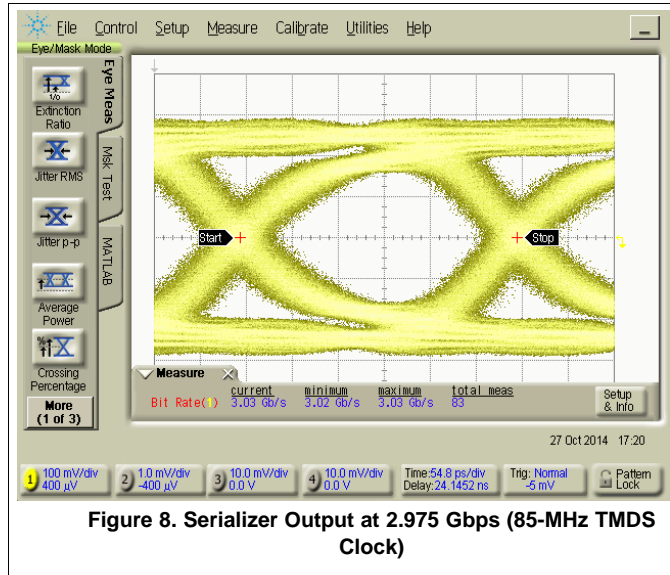 File Control Setup Measure Calibrate Utilities Help
Eye/Mask Mode
Eye Meas
Msk Test
MATLAB
1/0
Extinction
Ratio
Jitter RMS
Jitter p-p
Average
Power
Crossing
Percentage
More
(1 of 3)
Start
Stop
Measure
current minimum maximum total meas
Bit Rate(1) 3.03 Gb/s 3.02 Gb/s 3.03 Gb/s 83
Setup
& Info
27 Oct 2014 17:20
1 100 mV/div
400 µV
2 1.0 mV/div
-400 µV
3 10.0 mV/div
0.0 V
4 10.0 mV/div
0.0 V
Time:54.8 ps/div
Delay:24.1452 ns
Trig: Normal
-5 mV
Pattern
Lock
Figure 8. Serializer Output at 2.975 Gbps (85-MHz TMDS
Clock)